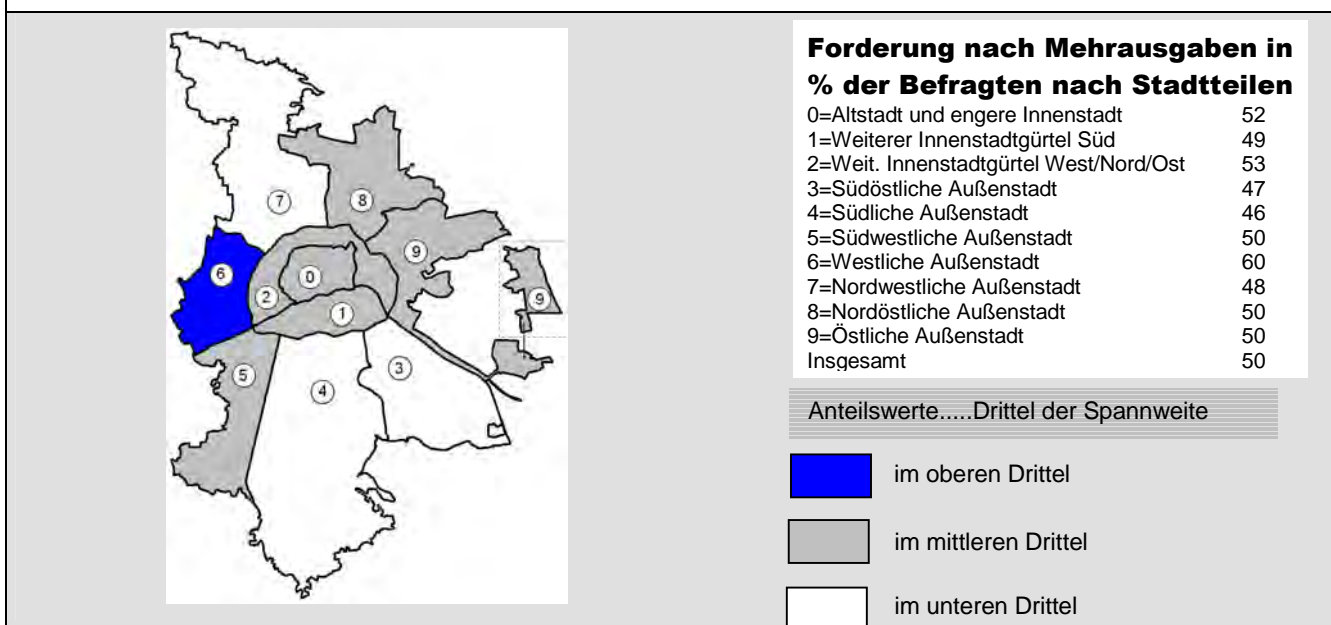 Forderung nach Mehrausgaben in
% der Befragten nach Stadtteilen
0=Altstadt und engere Innenstadt 52
1=Weiterer Innenstadtgürtel Süd 49
2=Weit. Innenstadtgürtel West/Nord/Ost 53
3=Südöstliche Außenstadt 47
4=Südliche Außenstadt 46
5=Südwestliche Außenstadt 50
6=Westliche Außenstadt 60
7=Nordwestliche Außenstadt 48
8=Nordöstliche Außenstadt 50
9=Östliche Außenstadt 50
Insgesamt 50
Anteilswerte.....Drittel der Spannweite
im oberen Drittel
im mittleren Drittel
im unteren Drittel
7
8
9
6
0
2
9
1
3
5
4